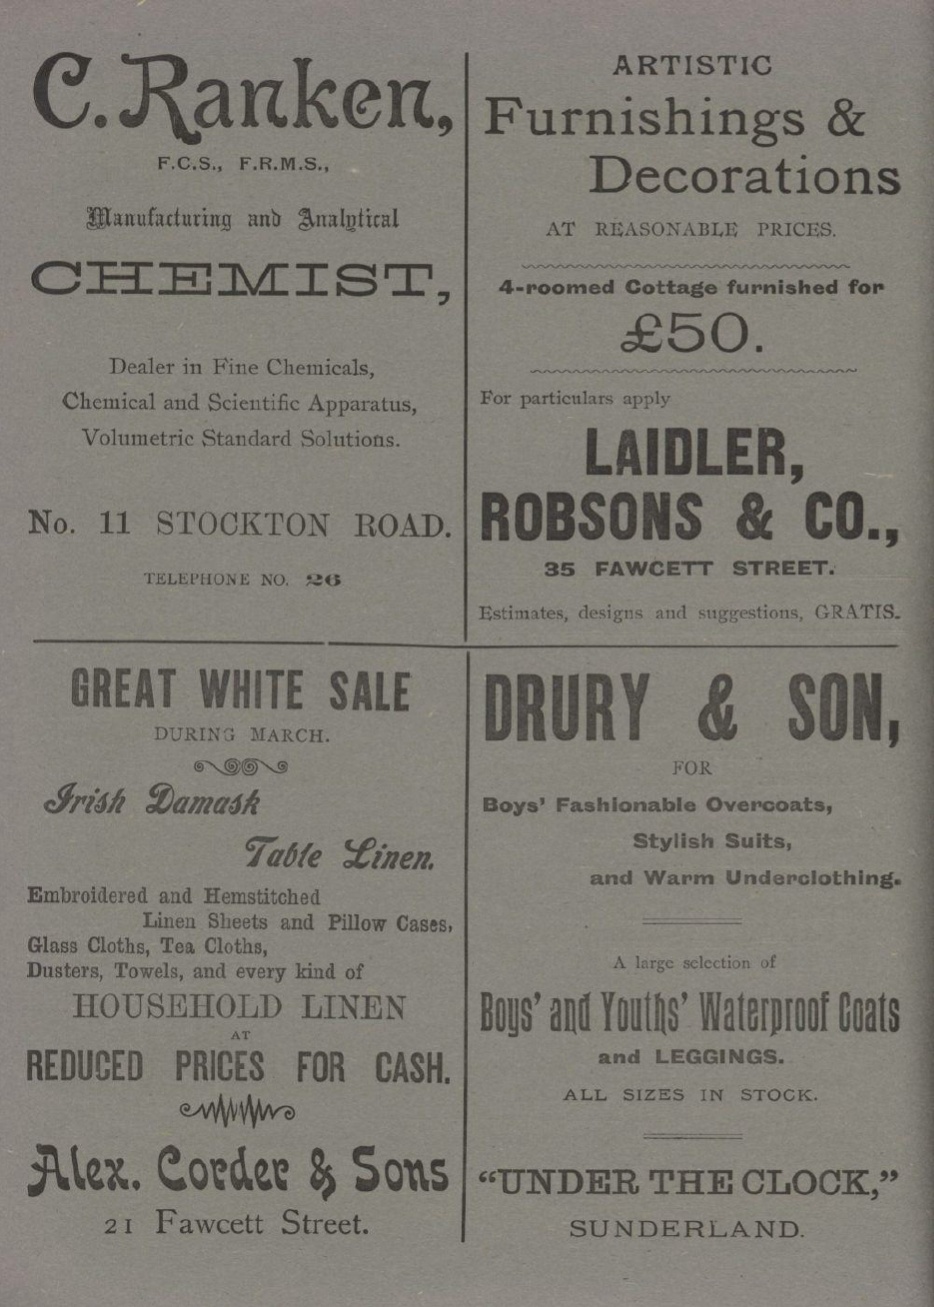 C. Ranken,
F.C.S., F.R.M.S.,
Manufacturing and Analytical
CHEMIST,
Dealer in Fine Chemicals,
Chemical and Scientific Apparatus,
Volumetric Standard Solutions.
No. 11 STOCKTON ROAD.
TELEPHONE NO. 26
ARTISTIC
Furnishings &
Decorations
AT REASONABLE PRICES.
4-roomed Cottage furnished for
£50.
For particulars apply
LAIDLER,
ROBSONS & CO.,
35 FAWCETT STREET.
Estimates, designs and suggestions, GRATIS.
GREAT WHITE SALE
DURING MARCH.
Irish Damask
Table Linen.
Embroidered and Hemstitched
Linen Sheets and Pillow Cases,
Glass Cloths, Tea Cloths,
Dusters, Towels, and every kind of
HOUSEHOLD LINEN
AT
REDUCED PRICES FOR CASH.
Alex. Corder & Sons
21 Fawcett Street.
DRURY & SON,
FOR
Boys' Fashionable Overcoats,
Stylish Suits,
and Warm Underclothing.
A large selection of
Boys' and Youths' Waterproof Coats
and LEGGINGS.
ALL SIZES IN STOCK.
"UNDER THE CLOCK,"
SUNDERLAND.